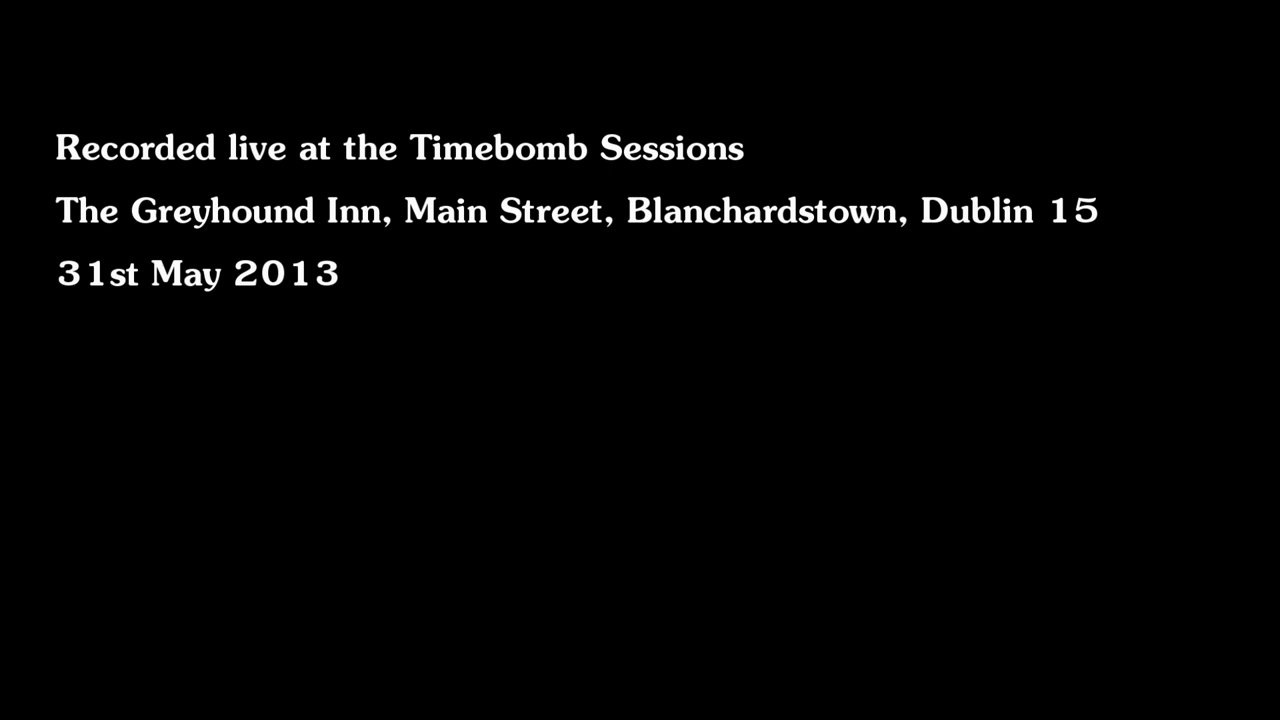 Recorded live at the Timebomb Sessions
The Greyhound Inn, Main Street, Blanchardstown, Dublin 15
31st May 2013